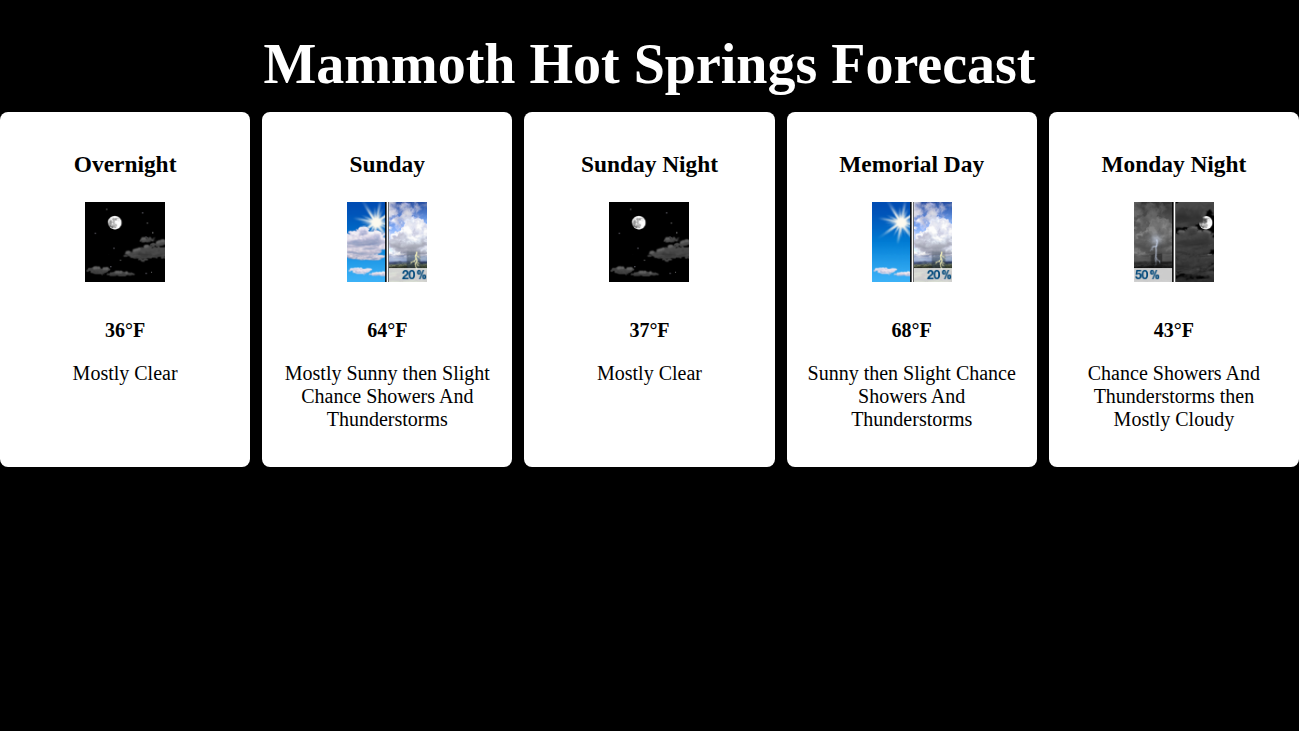 Mammoth Hot Springs Forecast
Overnight
36°F
Mostly Clear
Sunday
20%
64°F
Mostly Sunny then Slight
Chance Showers And
Thunderstorms
Sunday Night
37°F
Mostly Clear
Memorial Day
20%
68°F
Sunny then Slight Chance
Showers And
Thunderstorms
Monday Night
50%
43°F
Chance Showers And
Thunderstorms then
Mostly Cloudy